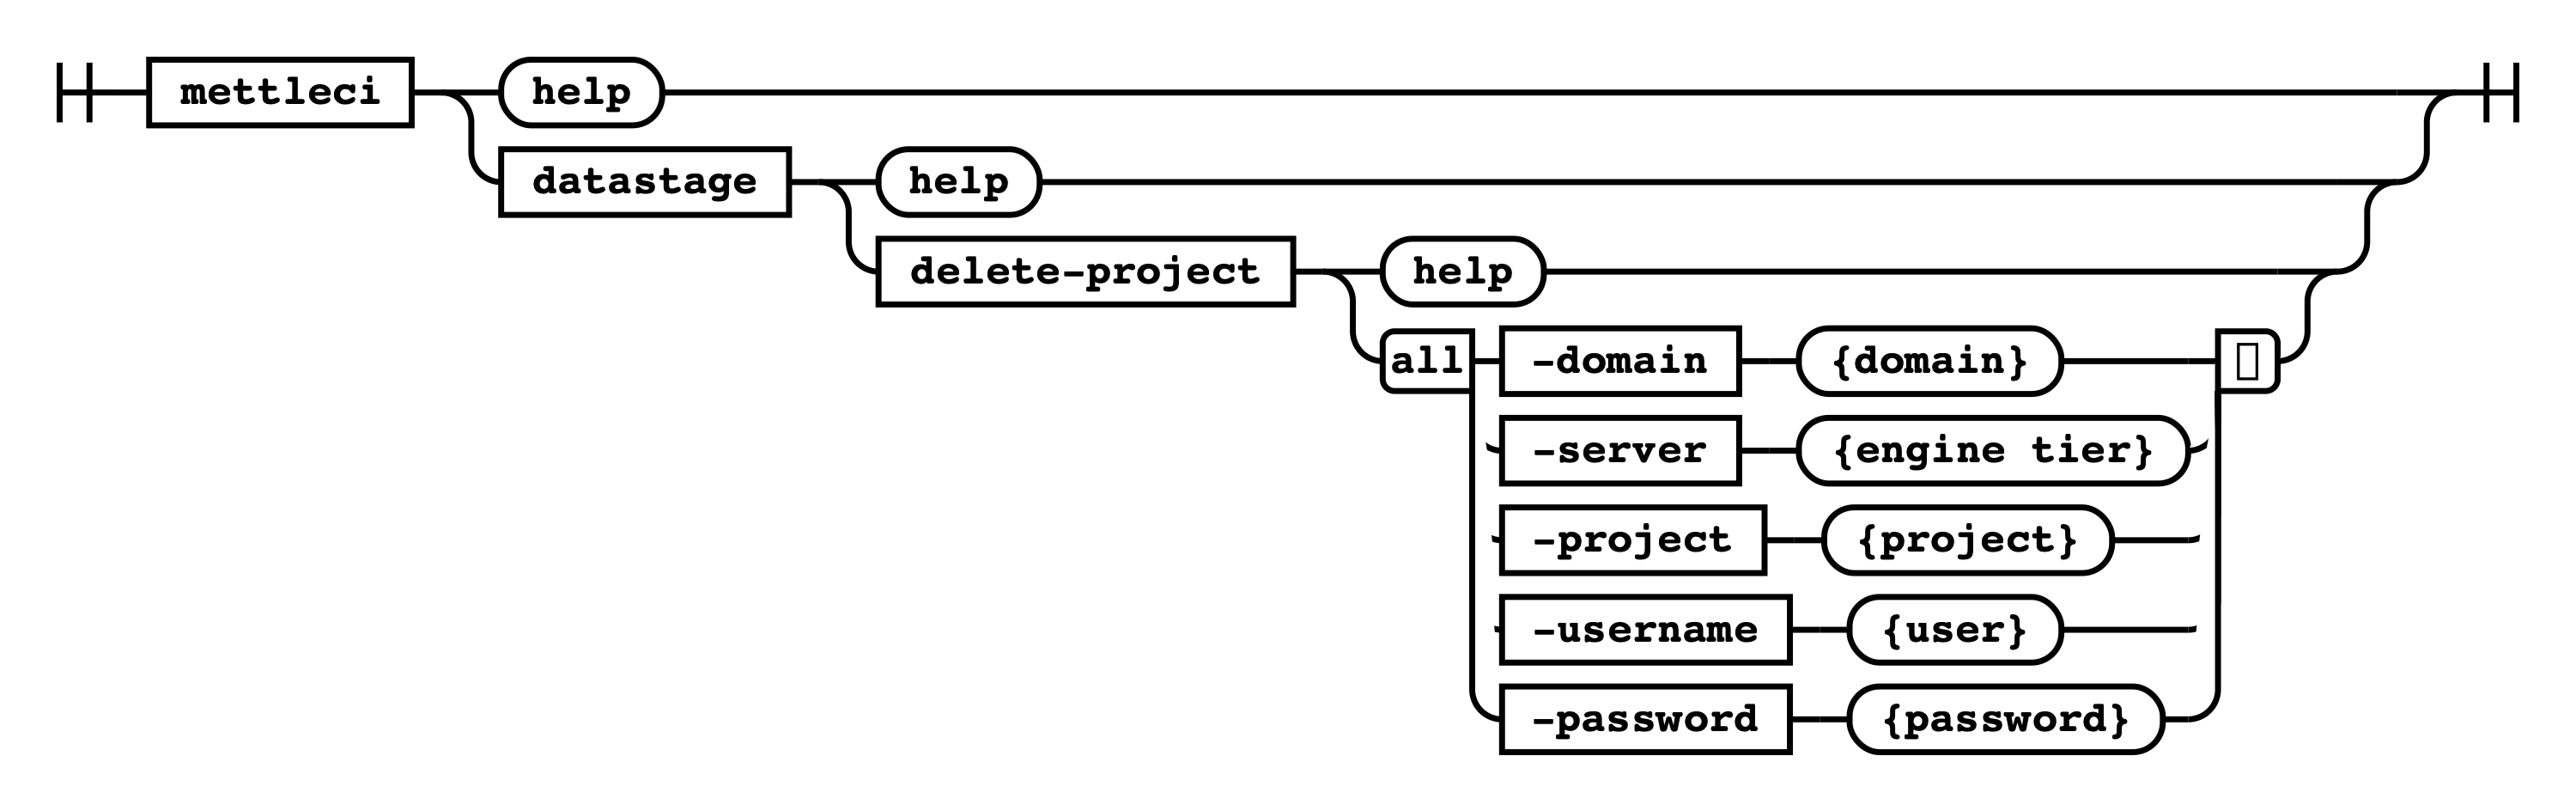 mettleci help
datastage help
delete-project help
all -domain {domain}
-server {engine tier}
-project {project}
-username {user}
-password {password}